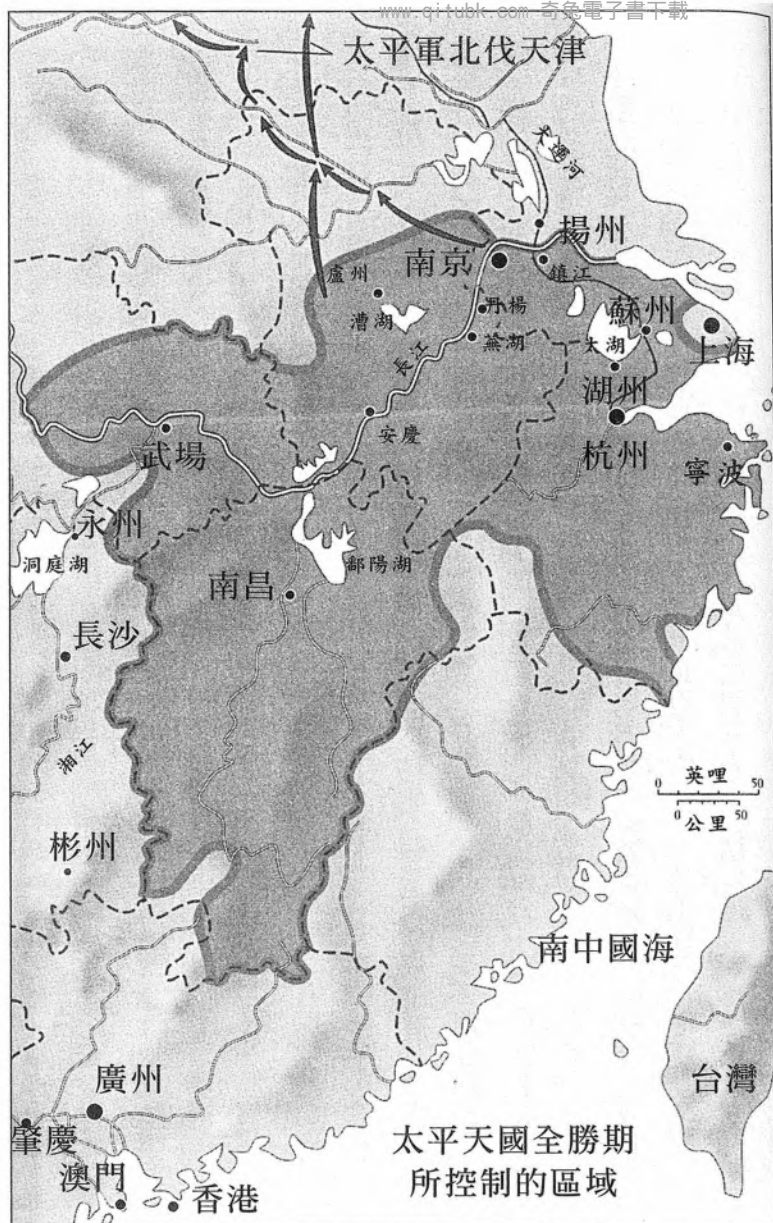 www.qitubk.com 奇兔電子書下載
太平軍北伐天津
大運河
揚州
南京
鎮江
盧州
漕湖
丹楊
蕪湖
蘇州
太湖
上海
長江
湖州
安慶
武場
杭州
寧波
永州
洞庭湖
鄱陽湖
南昌
長沙
湘江
英哩
0 50
公里
0 50
彬州
南中國海
廣州
台灣
肇慶
澳門
香港
太平天國全勝期
所控制的區域